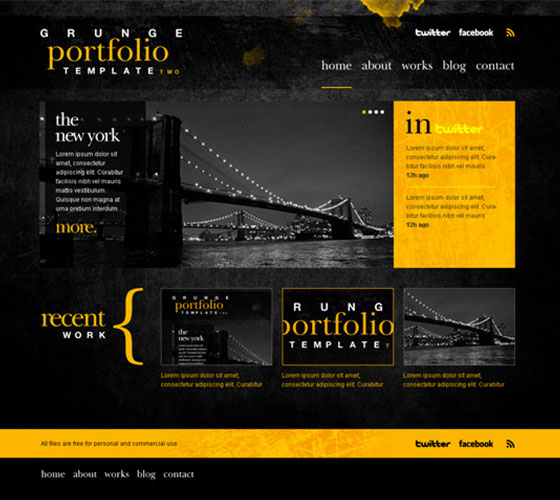 GRUNGE
portfolio
TEMPLATE TWO
twitter facebook
home about works blog contact
the
new york
Lorem ipsum dolor sit
amet, consectetur
adipiscing elit. Curabitur
facilisis nibh vel mauris
mattis vestibulum.
Quisque non magna at
urna pretium interdum.
more.
in twitter
Lorem ipsum dolor sit amet,
consectetur adipiscing elit. Cura-
bitur facilisis nibh vel mauris
12h ago
Lorem ipsum dolor sit amet,
consectetur adipiscing elit. Cura-
bitur facilisis nibh vel mauris
12h ago
recent
WORK
GRUNGE
portfolio
TEMPLATE
the
new york
RUNG
portfolio
TEMPLATE T
Lorem ipsum dolor sit amet,
consectetur adipiscing elit. Curabitur
Lorem ipsum dolor sit amet,
consectetur adipiscing elit. Curabitur
Lorem ipsum dolor sit amet,
consectetur adipiscing elit. Curabitur
All files are free for personal and commercial use
twitter facebook
home about works blog contact